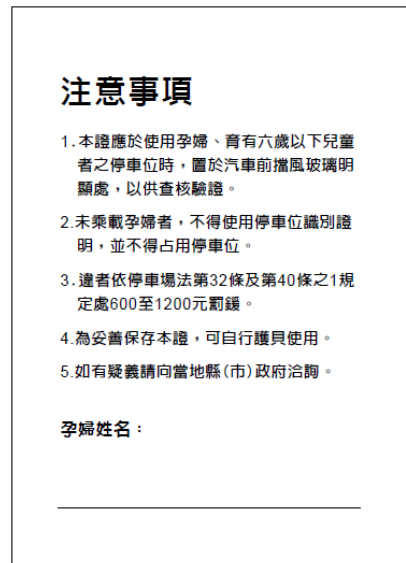 注意事項
1.本證應於使用孕婦、育有六歲以下兒童
者之停車位時，置於汽車前擋風玻璃明
顯處，以供查核驗證。
2.未乘載孕婦者，不得使用停車位識別證
明，並不得占用停車位。
3.違者依停車場法第32條及第40條之1規
定處600至1200元罰鍰。
4.為妥善保存本證，可自行護貝使用。
5.如有疑義請向當地縣(市)政府洽詢。
孕婦姓名：